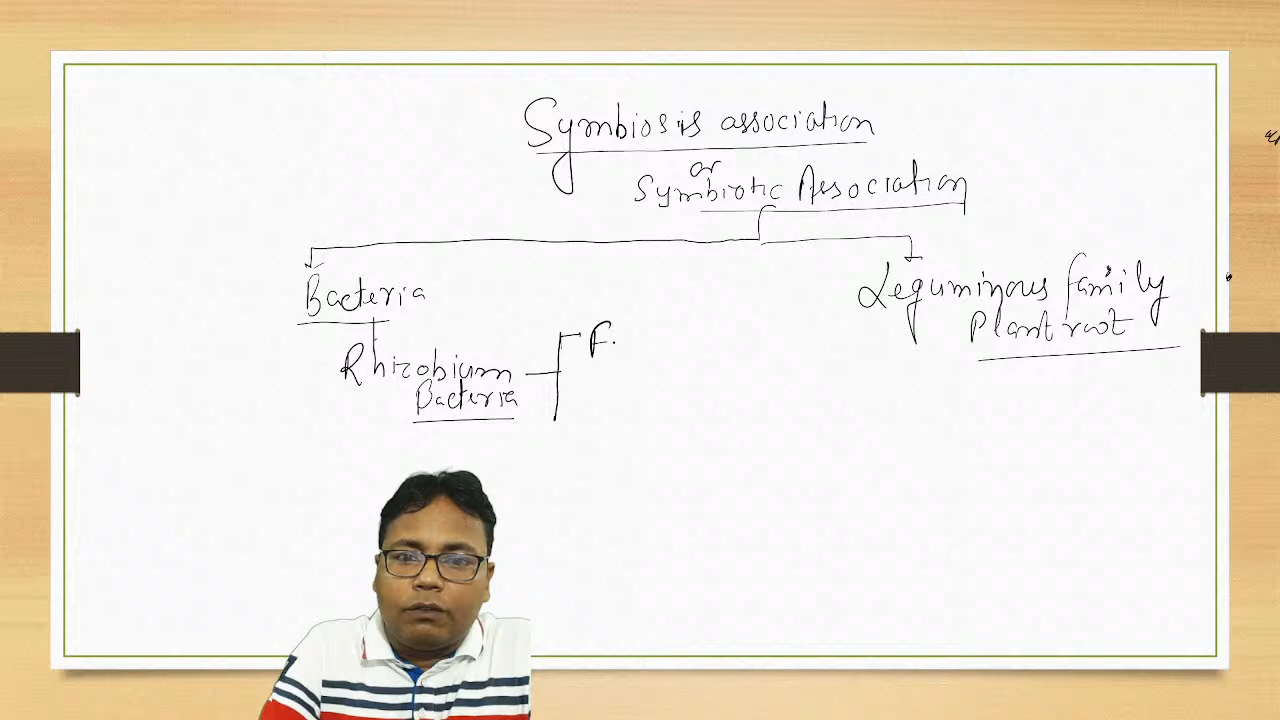 Symbiosis association
or
Symbiotic Association
Bacteria
Leguminous family
Plant root
Rhizobium
Bacteria
F.